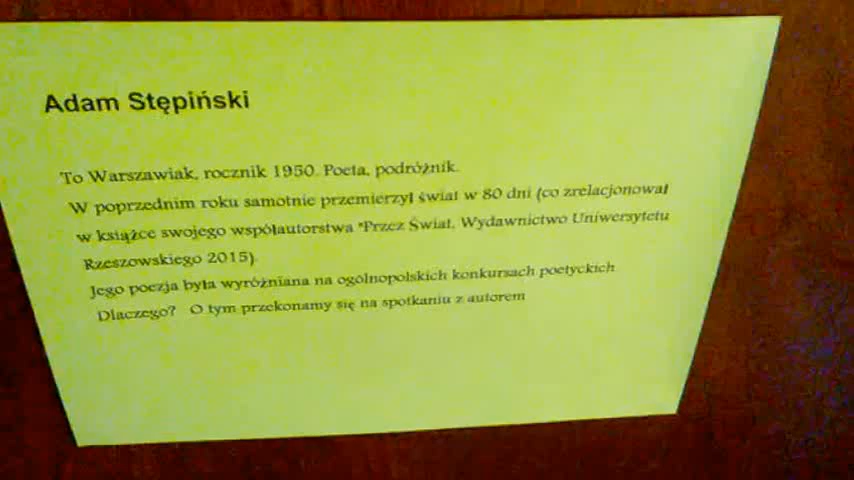 Adam Stępiński
To Warszawiak, rocznik 1950. Poeta, podróżnik.
W poprzednim roku samotnie przemierzył świat w 80 dni (co zrelacjonował
w książce swojego współautorstwa "Przez Świat, Wydawnictwo Uniwersytetu
Rzeszowskiego 2015).
Jego poezja była wyróżniana na ogólnopolskich konkursach poetyckich
Dlaczego? O tym przekonamy się na spotkaniu z autorem